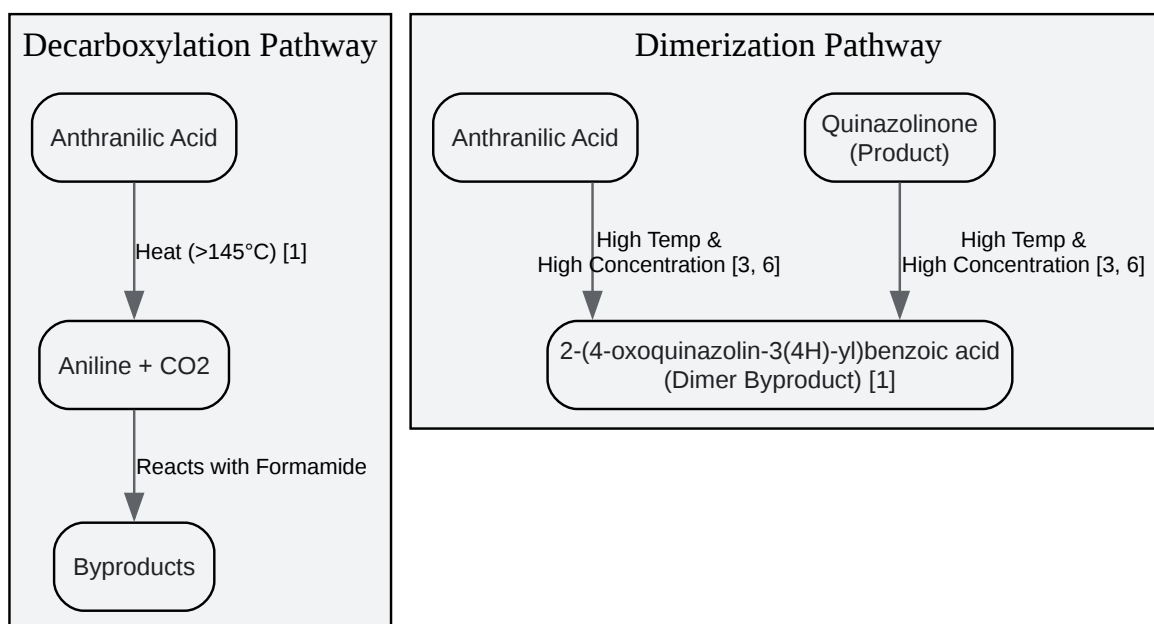 Decarboxylation Pathway
Anthranilic Acid
Heat (>145°C) [1]
Aniline + CO2
Reacts with Formamide
Byproducts
Dimerization Pathway
Anthranilic Acid
Quinazolinone
(Product)
High Temp &
High Concentration [3, 6]
High Temp &
High Concentration [3, 6]
2-(4-oxoquinazolin-3(4H)-yl)benzoic acid
(Dimer Byproduct) [1]